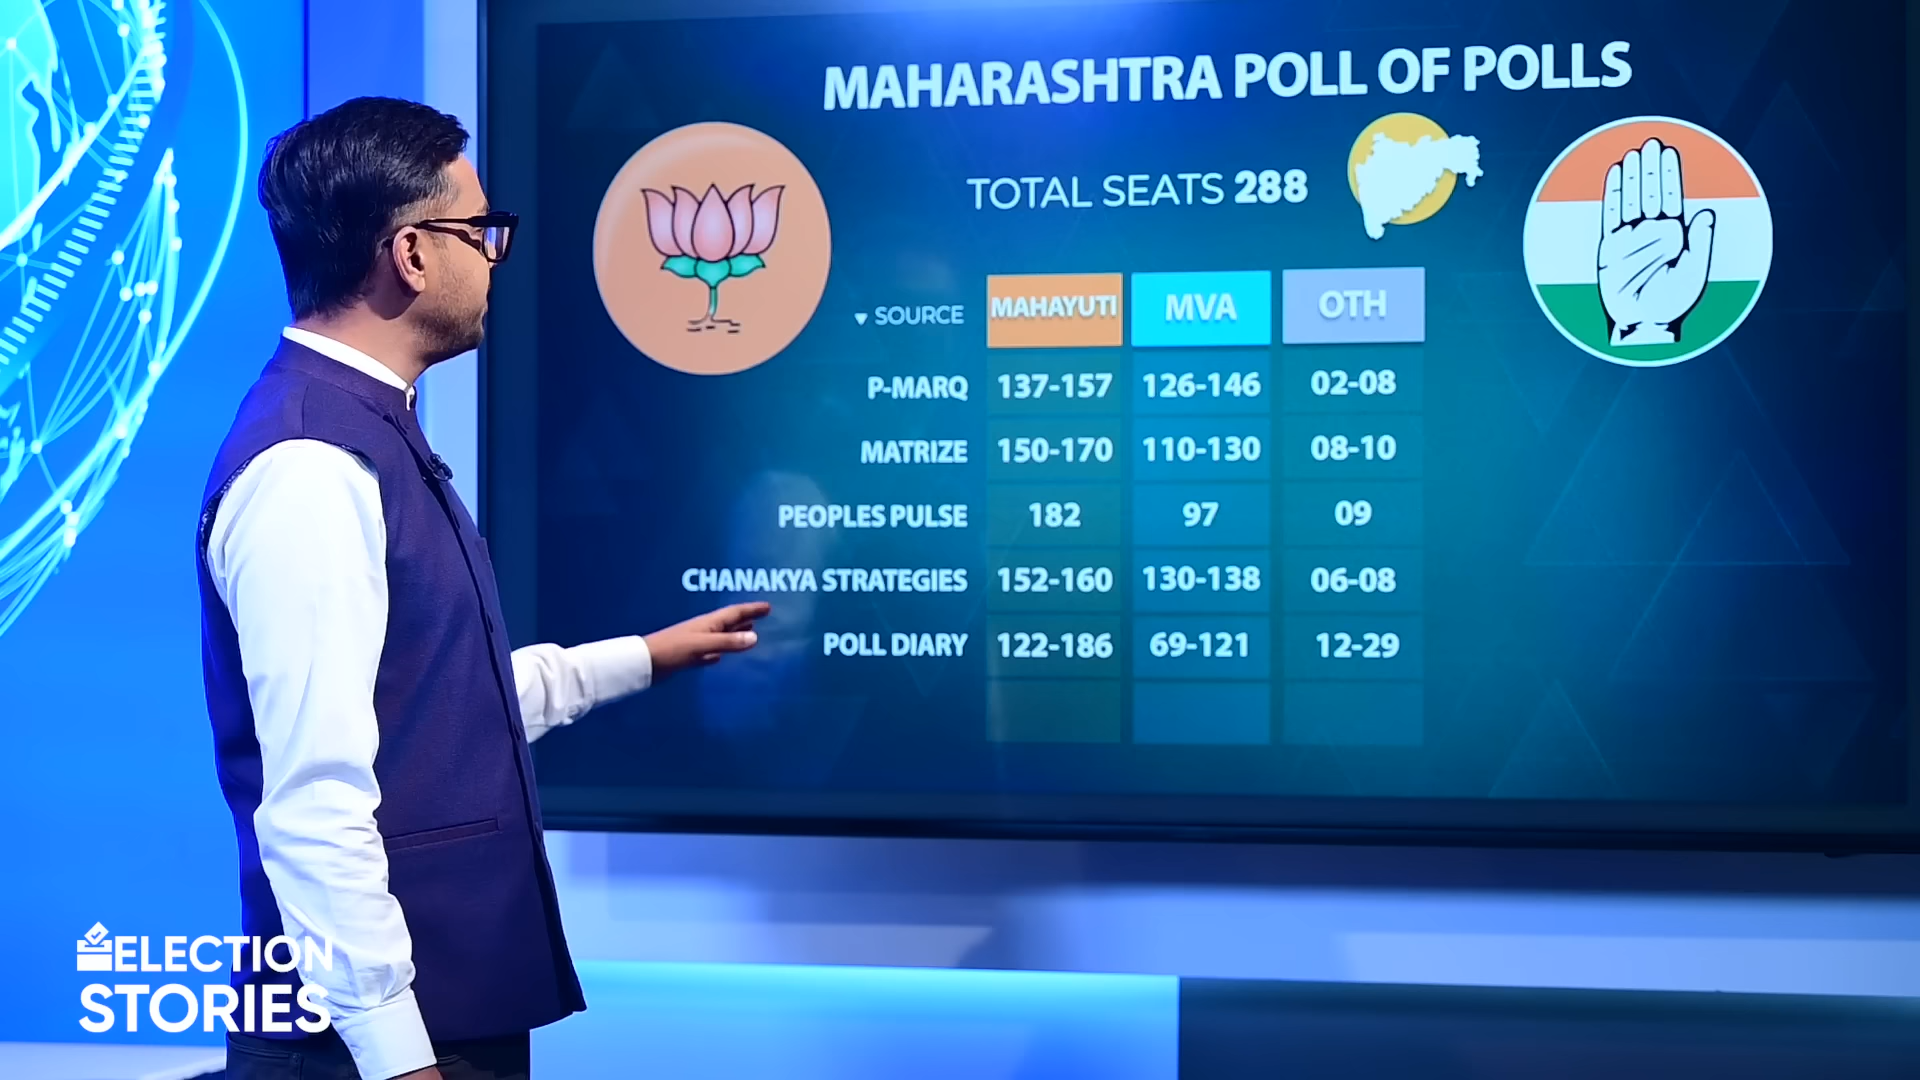 MAHARASHTRA POLL OF POLLS
TOTAL SEATS 288
▼ SOURCE MAHAYUTI MVA OTH
P-MARQ 137-157 126-146 02-08
MATRIZE 150-170 110-130 08-10
PEOPLES PULSE 182 97 09
CHANAKYA STRATEGIES 152-160 130-138 06-08
POLL DIARY 122-186 69-121 12-29
ELECTION
STORIES